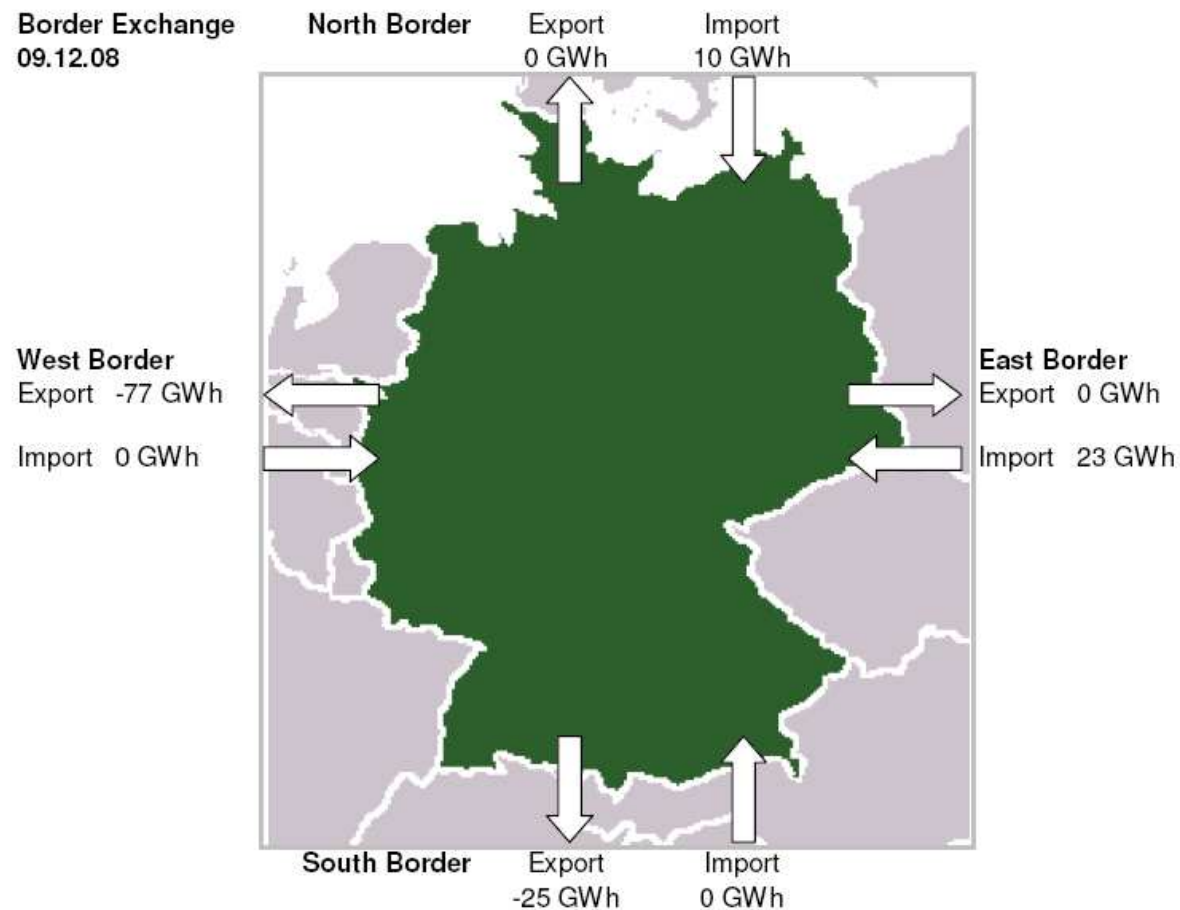 Border Exchange
09.12.08
North Border
Export
0 GWh
Import
10 GWh
West Border
Export -77 GWh
Import 0 GWh
East Border
Export 0 GWh
Import 23 GWh
South Border
Export
-25 GWh
Import
0 GWh